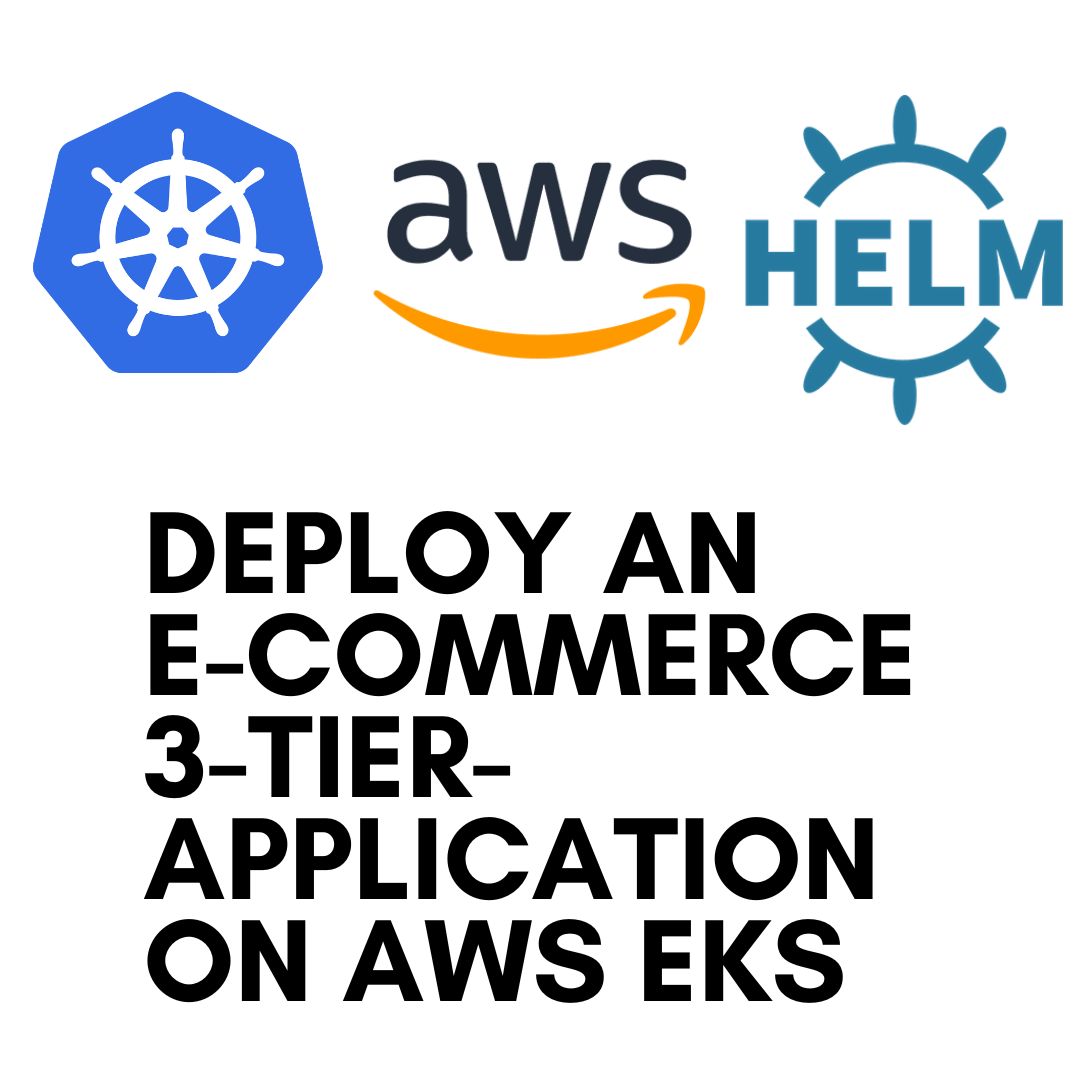 aws
HELM
DEPLOY AN
E-COMMERCE
3-TIER-
APPLICATION
ON AWS EKS